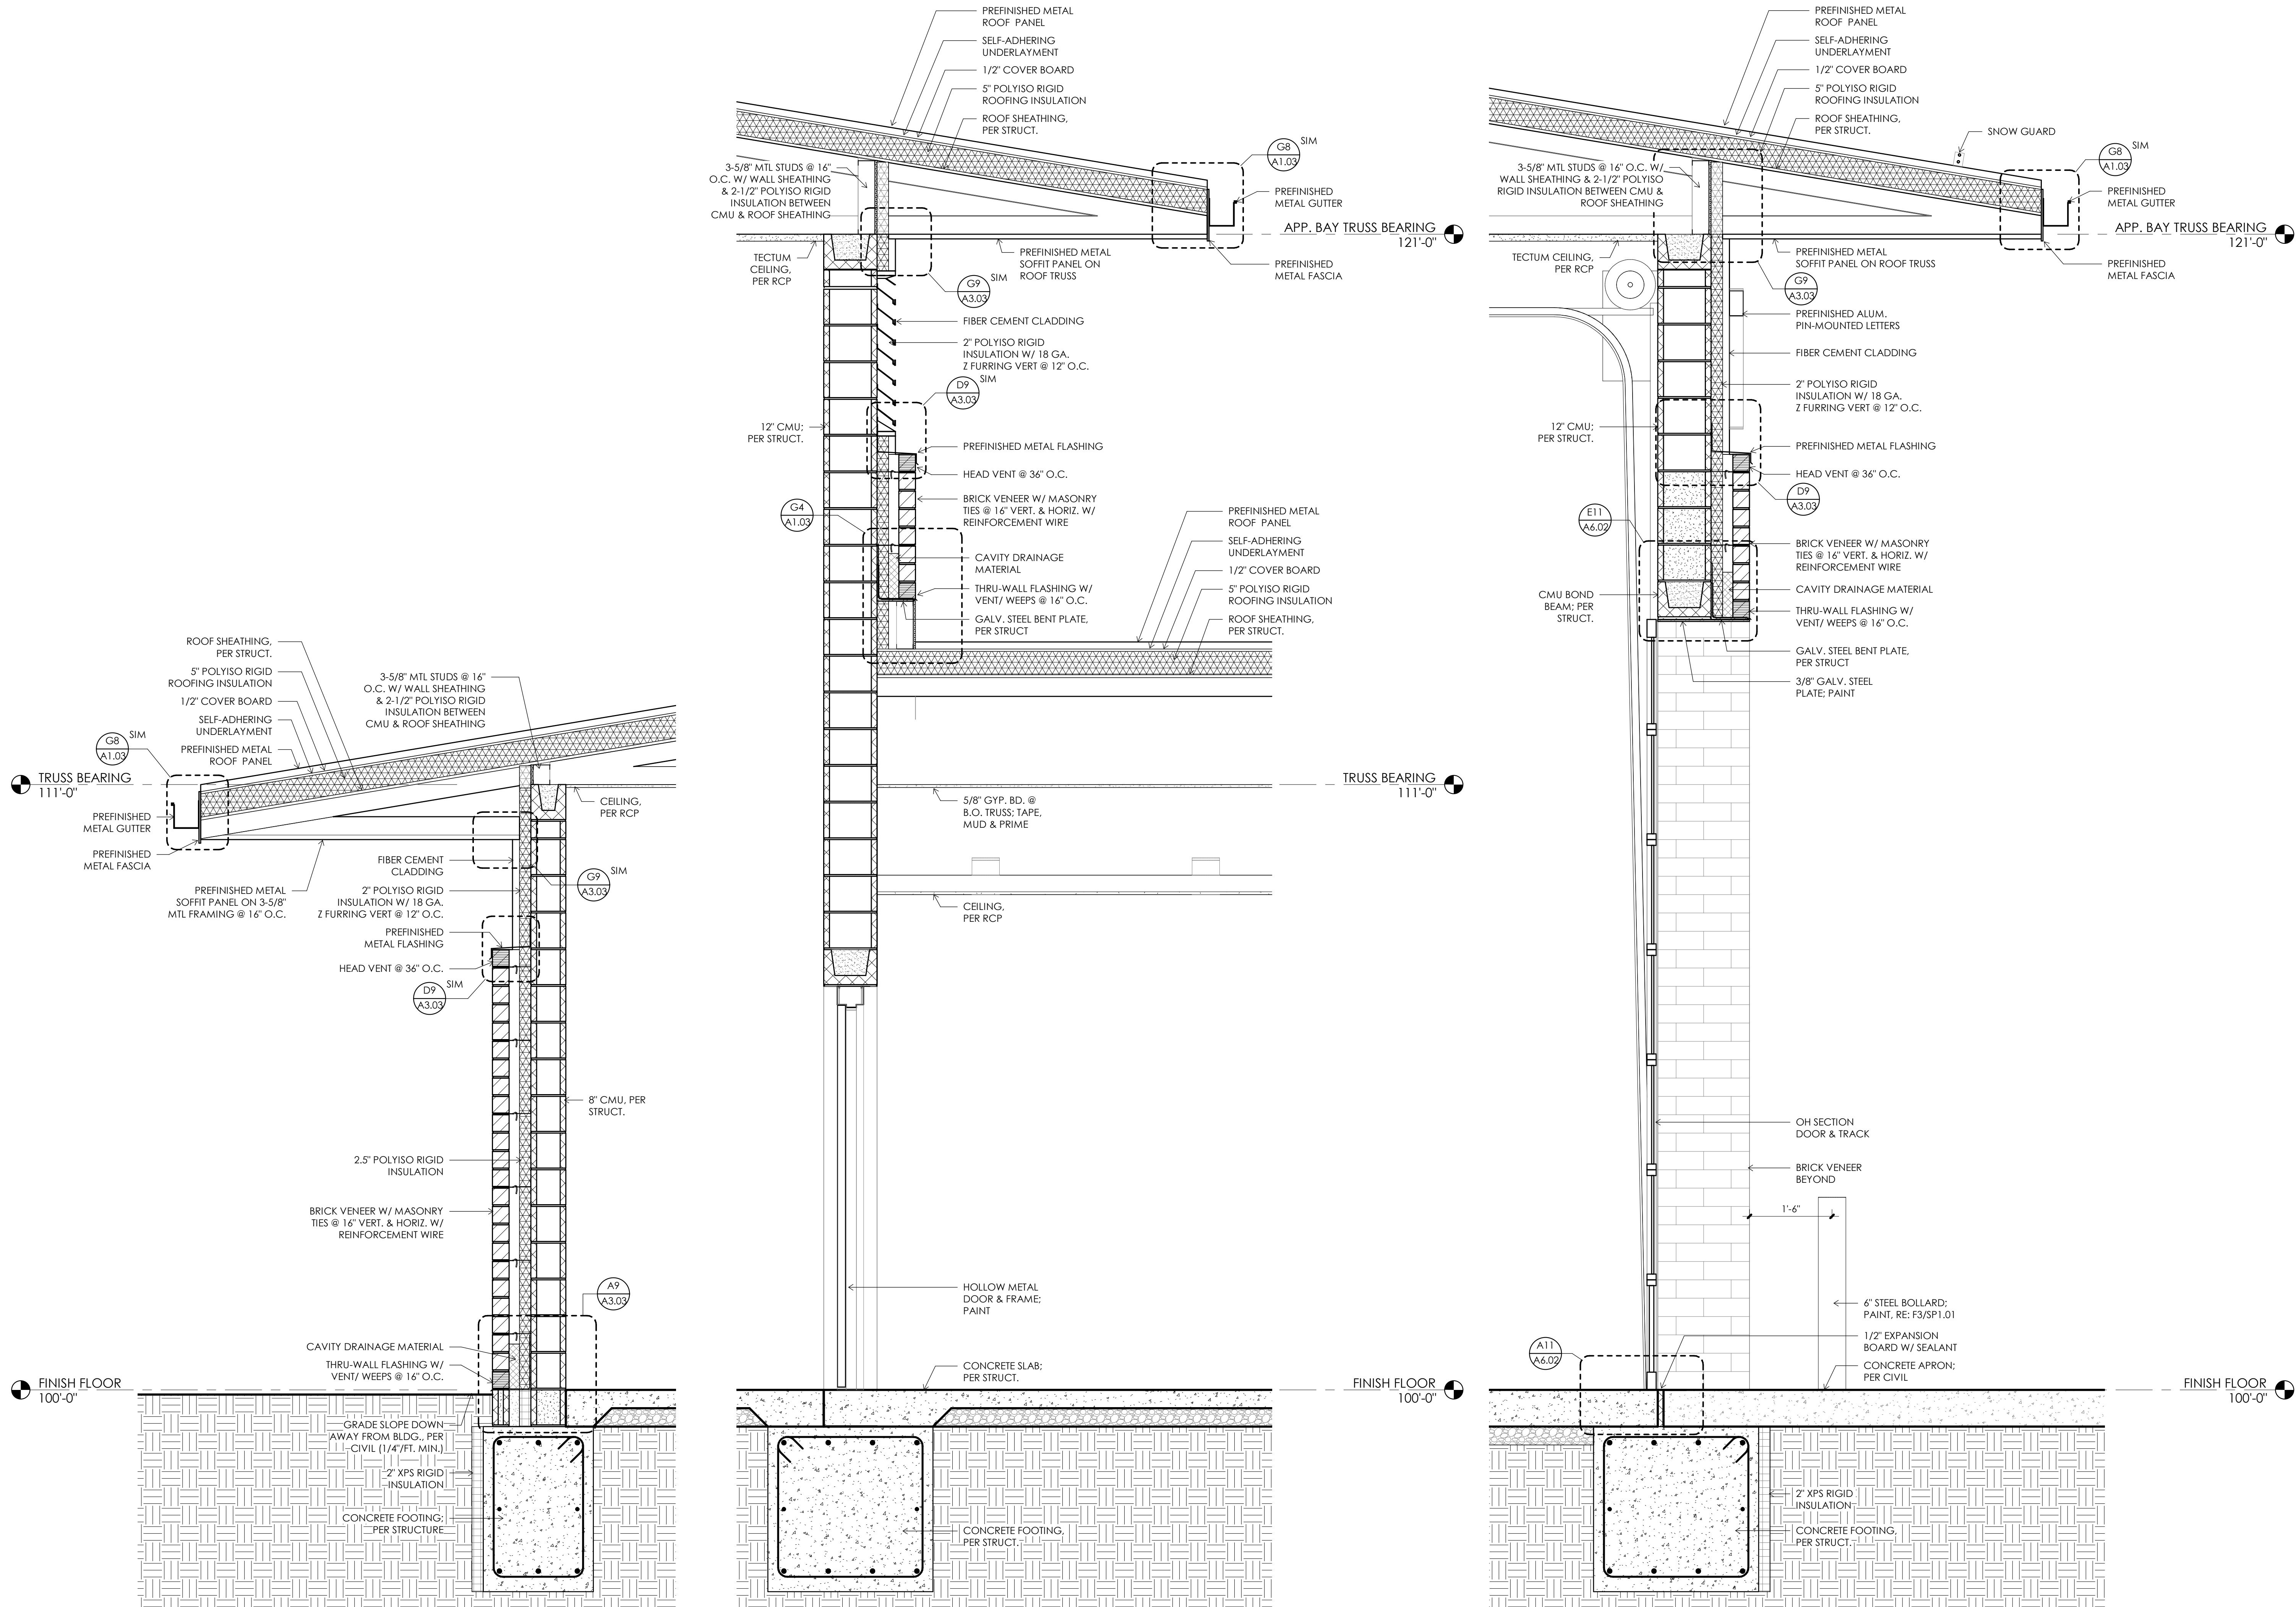 ROOF SHEATHING,
PER STRUCT.
5" POLYISO RIGID
ROOFING INSULATION
1/2" COVER BOARD
SELF-ADHERING
UNDERLAYMENT
PREFINISHED METAL
ROOF PANEL
3-5/8" MTL STUDS @ 16"
O.C. W/ WALL SHEATHING
& 2-1/2" POLYISO RIGID
INSULATION BETWEEN
CMU & ROOF SHEATHING
G8
A1.03
SIM
TRUSS BEARING
111'-0"
PREFINISHED
METAL GUTTER
PREFINISHED
METAL FASCIA
PREFINISHED METAL
SOFFIT PANEL ON 3-5/8"
MTL FRAMING @ 16" O.C.
CEILING,
PER RCP
FIBER CEMENT
CLADDING
G9
A3.03
SIM
2" POLYISO RIGID
INSULATION W/ 18 GA.
Z FURRING VERT @ 12" O.C.
PREFINISHED
METAL FLASHING
HEAD VENT @ 36" O.C.
D9
A3.03
SIM
8" CMU, PER
STRUCT.
2.5" POLYISO RIGID
INSULATION
BRICK VENEER W/ MASONRY
TIES @ 16" VERT. & HORIZ. W/
REINFORCEMENT WIRE
A9
A3.03
CAVITY DRAINAGE MATERIAL
THRU-WALL FLASHING W/
VENT/ WEEPS @ 16" O.C.
FINISH FLOOR
100'-0"
GRADE SLOPE DOWN
AWAY FROM BLDG., PER
CIVIL (1/4"/FT. MIN.)
2" XPS RIGID
INSULATION
CONCRETE FOOTING;
PER STRUCTURE
PREFINISHED METAL
ROOF PANEL
SELF-ADHERING
UNDERLAYMENT
1/2" COVER BOARD
5" POLYISO RIGID
ROOFING INSULATION
ROOF SHEATHING,
PER STRUCT.
3-5/8" MTL STUDS @ 16"
O.C. W/ WALL SHEATHING
& 2-1/2" POLYISO RIGID
INSULATION BETWEEN
CMU & ROOF SHEATHING
G8
A1.03
SIM
PREFINISHED
METAL GUTTER
APP. BAY TRUSS BEARING
121'-0"
TECTUM
CEILING,
PER RCP
PREFINISHED METAL
SOFFIT PANEL ON
ROOF TRUSS
PREFINISHED
METAL FASCIA
G9
A3.03
SIM
FIBER CEMENT CLADDING
2" POLYISO RIGID
INSULATION W/ 18 GA.
Z FURRING VERT @ 12" O.C.
D9
A3.03
SIM
12" CMU;
PER STRUCT.
PREFINISHED METAL FLASHING
HEAD VENT @ 36" O.C.
BRICK VENEER W/ MASONRY
TIES @ 16" VERT. & HORIZ. W/
REINFORCEMENT WIRE
G4
A1.03
CAVITY DRAINAGE
MATERIAL
THRU-WALL FLASHING W/
VENT/ WEEPS @ 16" O.C.
GALV. STEEL BENT PLATE,
PER STRUCT
PREFINISHED METAL
ROOF PANEL
SELF-ADHERING
UNDERLAYMENT
1/2" COVER BOARD
5" POLYISO RIGID
ROOFING INSULATION
ROOF SHEATHING,
PER STRUCT.
TRUSS BEARING
111'-0"
5/8" GYP. BD. @
B.O. TRUSS; TAPE,
MUD & PRIME
CEILING,
PER RCP
HOLLOW METAL
DOOR & FRAME;
PAINT
CONCRETE SLAB;
PER STRUCT.
FINISH FLOOR
100'-0"
CONCRETE FOOTING,
PER STRUCT.
PREFINISHED METAL
ROOF PANEL
SELF-ADHERING
UNDERLAYMENT
1/2" COVER BOARD
5" POLYISO RIGID
ROOFING INSULATION
ROOF SHEATHING,
PER STRUCT.
SNOW GUARD
3-5/8" MTL STUDS @ 16" O.C. W/
WALL SHEATHING & 2-1/2" POLYISO
RIGID INSULATION BETWEEN CMU &
ROOF SHEATHING
G8
A1.03
SIM
PREFINISHED
METAL GUTTER
APP. BAY TRUSS BEARING
121'-0"
TECTUM CEILING,
PER RCP
PREFINISHED METAL
SOFFIT PANEL ON ROOF TRUSS
PREFINISHED
METAL FASCIA
G9
A3.03
PREFINISHED ALUM.
PIN-MOUNTED LETTERS
FIBER CEMENT CLADDING
2" POLYISO RIGID
INSULATION W/ 18 GA.
Z FURRING VERT @ 12" O.C.
12" CMU;
PER STRUCT.
PREFINISHED METAL FLASHING
HEAD VENT @ 36" O.C.
D9
A3.03
E11
A6.02
BRICK VENEER W/ MASONRY
TIES @ 16" VERT. & HORIZ. W/
REINFORCEMENT WIRE
CMU BOND
BEAM; PER
STRUCT.
CAVITY DRAINAGE MATERIAL
THRU-WALL FLASHING W/
VENT/ WEEPS @ 16" O.C.
GALV. STEEL BENT PLATE,
PER STRUCT
3/8" GALV. STEEL
PLATE; PAINT
OH SECTION
DOOR & TRACK
BRICK VENEER
BEYOND
1'-6"
6" STEEL BOLLARD;
PAINT, RE: F3/SP1.01
1/2" EXPANSION
BOARD W/ SEALANT
A11
A6.02
CONCRETE APRON;
PER CIVIL
FINISH FLOOR
100'-0"
2" XPS RIGID
INSULATION
CONCRETE FOOTING,
PER STRUCT.